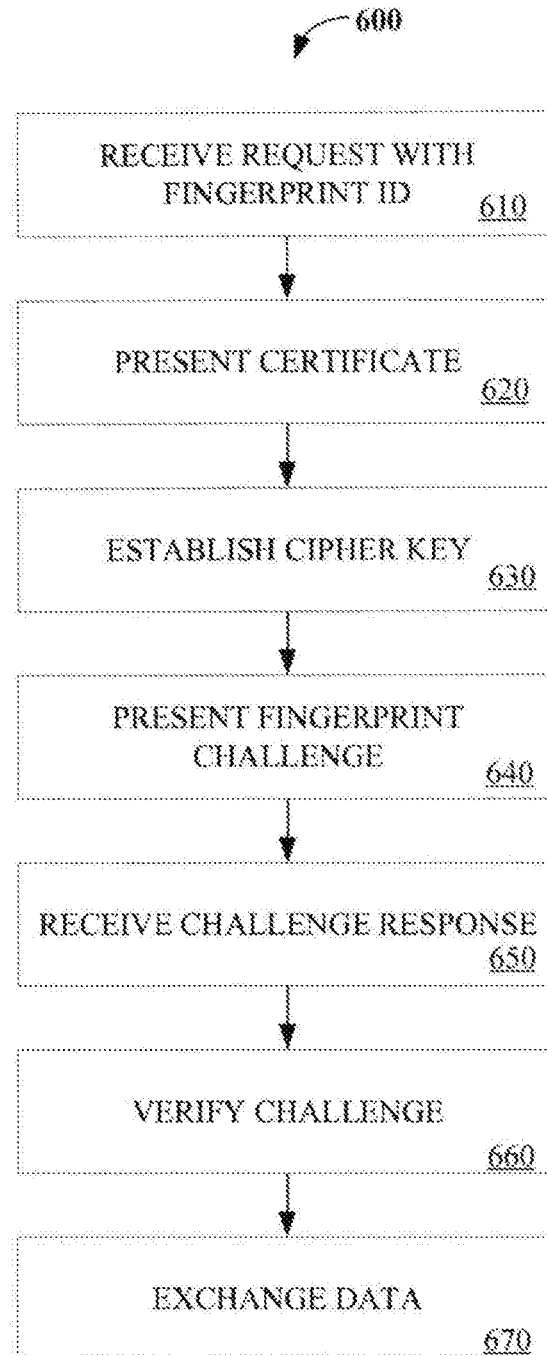 600
RECEIVE REQUEST WITH
FINGERPRINT ID
610
PRESENT CERTIFICATE
620
ESTABLISH CIPHER KEY
630
PRESENT FINGERPRINT
CHALLENGE
640
RECEIVE CHALLENGE RESPONSE
650
VERIFY CHALLENGE
660
EXCHANGE DATA
670